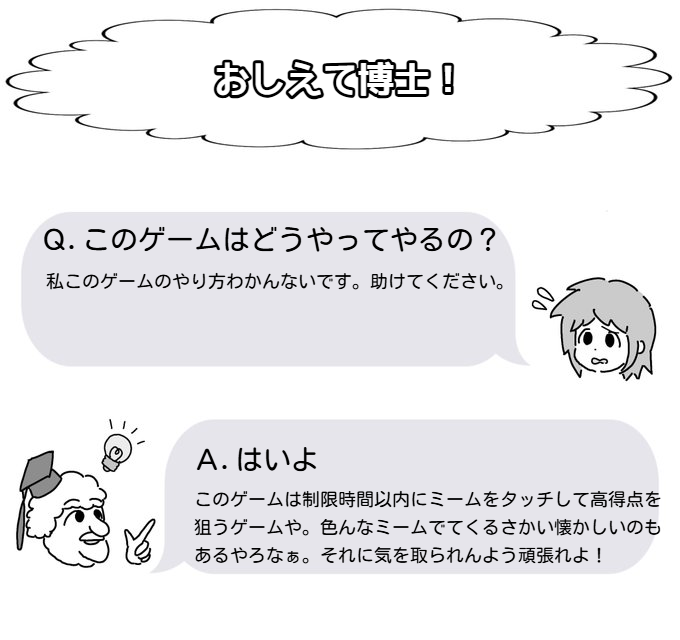 おしえて博士！
Q. このゲームはどうやってやるの？
私このゲームのやり方わかんないです。助けてください。
A. はいよ
このゲームは制限時間以内にミームをタッチして高得点を
狙うゲームや。色んなミームでてくるさかい懐かしいのも
あるやろなぁ。それに気を取られんよう頑張れよ！